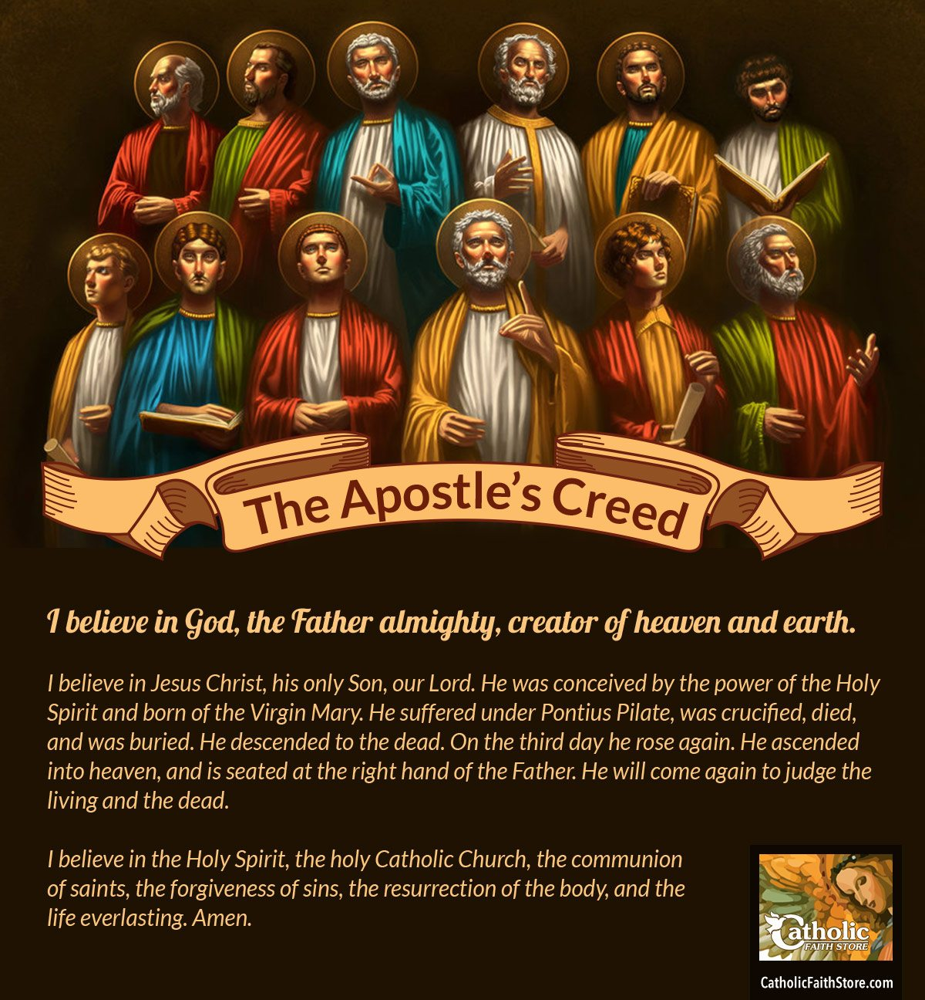 The Apostle’s Creed
I believe in God, the Father almighty, creator of heaven and earth.
I believe in Jesus Christ, his only Son, our Lord. He was conceived by the power of the Holy
Spirit and born of the Virgin Mary. He suffered under Pontius Pilate, was crucified, died,
and was buried. He descended to the dead. On the third day he rose again. He ascended
into heaven, and is seated at the right hand of the Father. He will come again to judge the
living and the dead.
I believe in the Holy Spirit, the holy Catholic Church, the communion
of saints, the forgiveness of sins, the resurrection of the body, and the
life everlasting. Amen.
Catholic
FAITH STORE
CatholicFaithStore.com